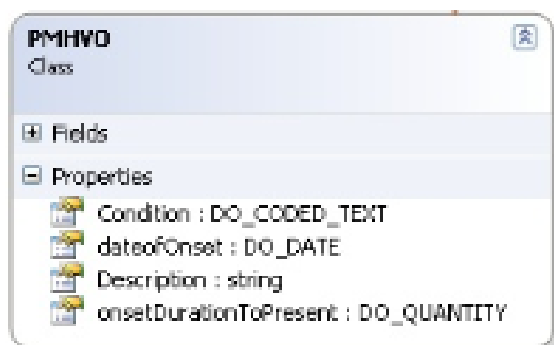 PMHVO
Class
Fields
Properties
Condition : DO_CODED_TEXT
dateofOnset : DO_DATE
Description : string
onsetDurationToPresent : DO_QUANTITY